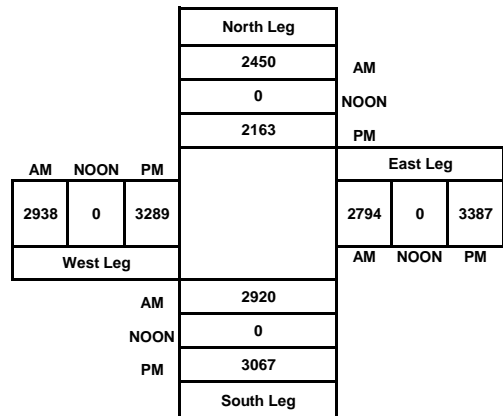 North Leg
2450 AM
0 NOON
2163 PM
AM NOON PM East Leg
2938 0 3289 2794 0 3387
West Leg AM NOON PM
AM 2920
NOON 0
PM 3067
South Leg